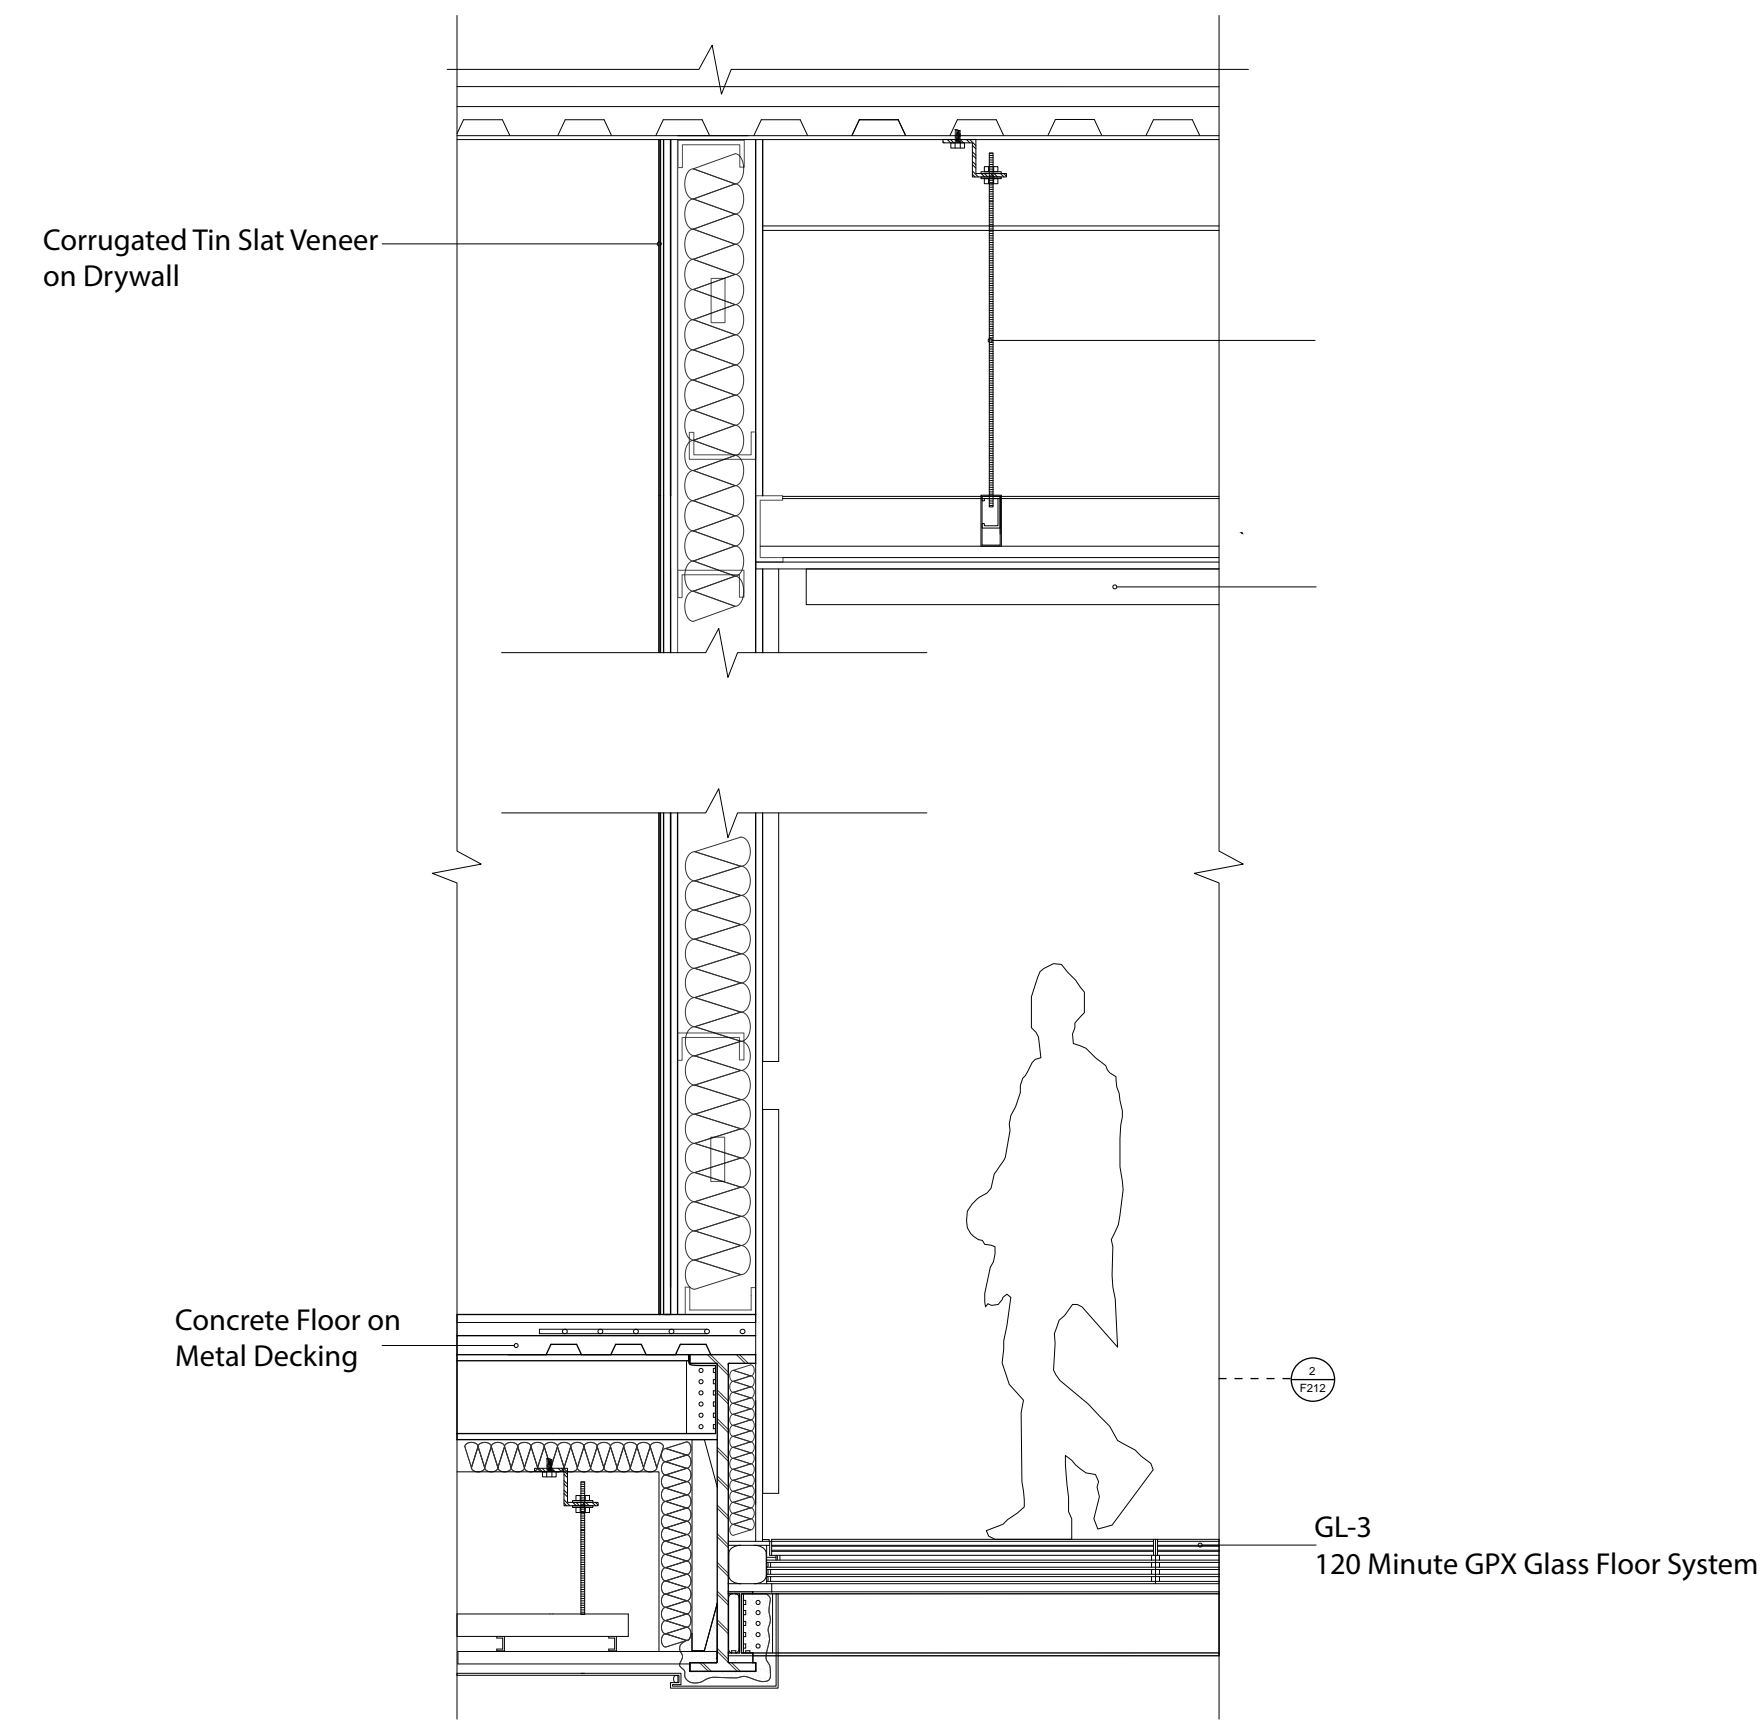 Corrugated Tin Slat Veneer
on Drywall
Concrete Floor on
Metal Decking
2
F212
GL-3
120 Minute GPX Glass Floor System